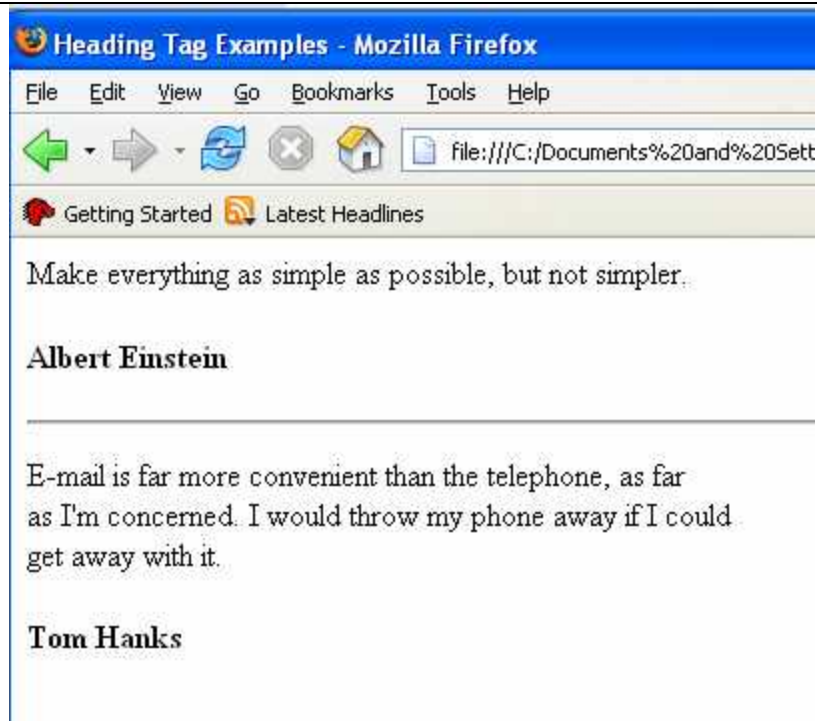 Heading Tag Examples - Mozilla Firefox
File Edit View Go Bookmarks Tools Help
file:///C:/Documents%20and%20Sett
Getting Started Latest Headlines
Make everything as simple as possible, but not simpler.
Albert Einstein
E-mail is far more convenient than the telephone, as far
as I'm concerned. I would throw my phone away if I could
get away with it.
Tom Hanks